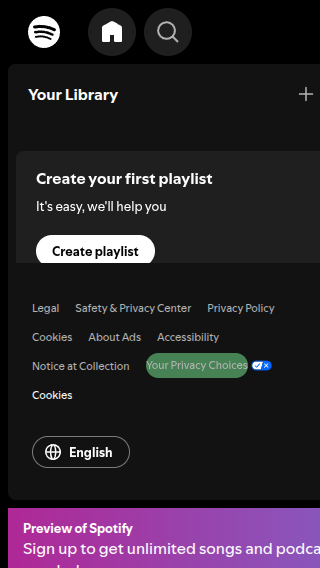 Your Library
Create your first playlist
It's easy, we'll help you
Create playlist
Legal Safety & Privacy Center Privacy Policy
Cookies About Ads Accessibility
Notice at Collection Your Privacy Choices
Cookies
English
Preview of Spotify
Sign up to get unlimited songs and